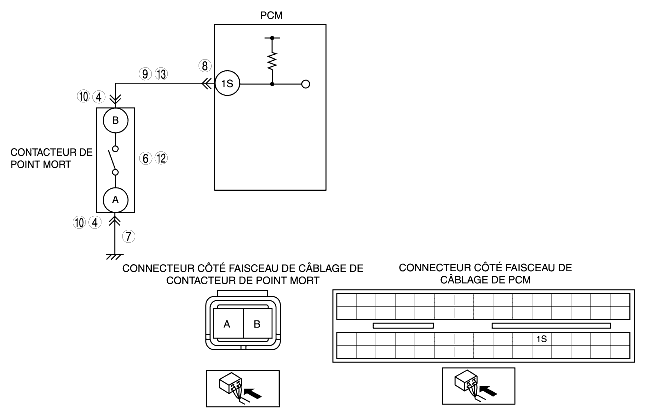 PCM
8
9 13
1S
10 4
B
CONTACTEUR DE
POINT MORT
6 12
A
10 4
7
CONNECTEUR CÔTÉ FAISCEAU DE CÂBLAGE DE
CONTACTEUR DE POINT MORT
CONNECTEUR CÔTÉ FAISCEAU DE
CÂBLAGE DE PCM
A B
1S